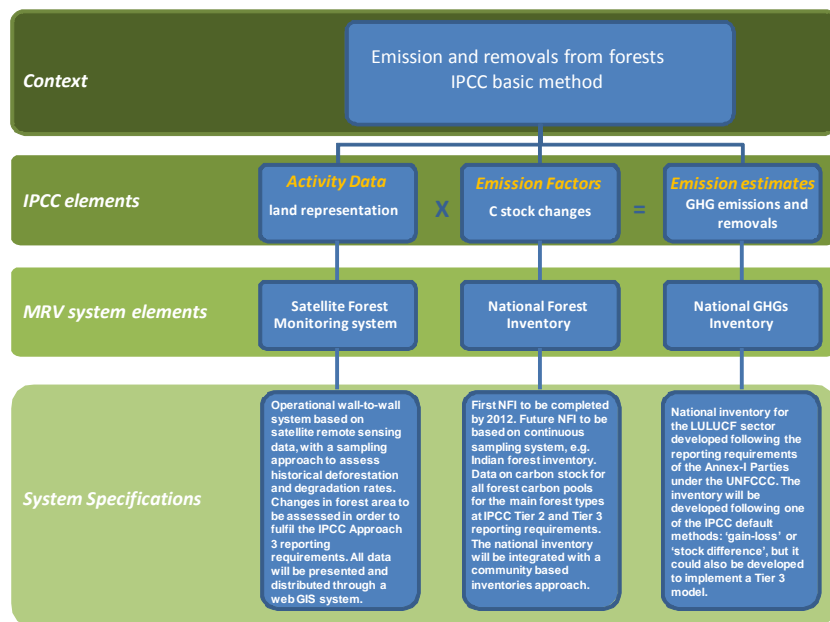 Context
Emission and removals from forests
IPCC basic method
IPCC elements
Activity Data
land representation
X
Emission Factors
C stock changes
=
Emission estimates
GHG emissions and
removals
MRV system elements
Satellite Forest
Monitoring system
National Forest
Inventory
National GHGs
Inventory
System Specifications
Operational wall-to-wall
system based on
satellite remote sensing
data, with a sampling
approach to assess
historical deforestation
and degradation rates.
Changes in forest area to
be assessed in order to
fulfil the IPCC Approach
3 reporting
requirements. All data
will be presented and
distributed through a
web GIS system.
First NFI to be completed
by 2012. Future NFI to be
based on continuous
sampling system, e.g.
Indian forest inventory.
Data on carbon stock for
all forest carbon pools
for the main forest types
at IPCC Tier 2 and Tier 3
reporting requirements.
The national inventory
will be integrated with a
community based
inventories approach.
National inventory for
the LULUCF sector
developed following the
reporting requirements
of the Annex-I Parties
under the UNFCCC. The
inventory will be
developed following one
of the IPCC default
methods: ‘gain-loss’ or
‘stock difference’, but it
could also be developed
to implement a Tier 3
model.